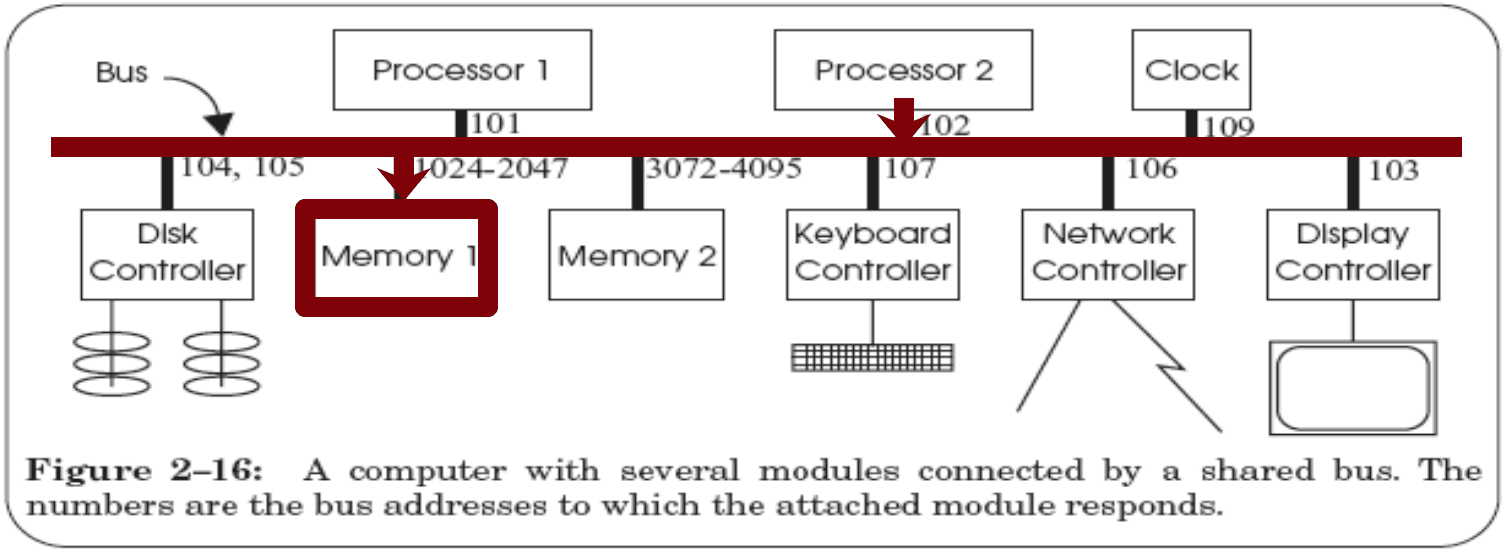 Bus
Processor 1
Processor 2
Clock
101
102
109
104, 105
1024-2047
3072-4095
107
106
103
Disk
Controller
Memory 1
Memory 2
Keyboard
Controller
Network
Controller
Display
Controller
Figure 2–16: A computer with several modules connected by a shared bus. The
numbers are the bus addresses to which the attached module responds.